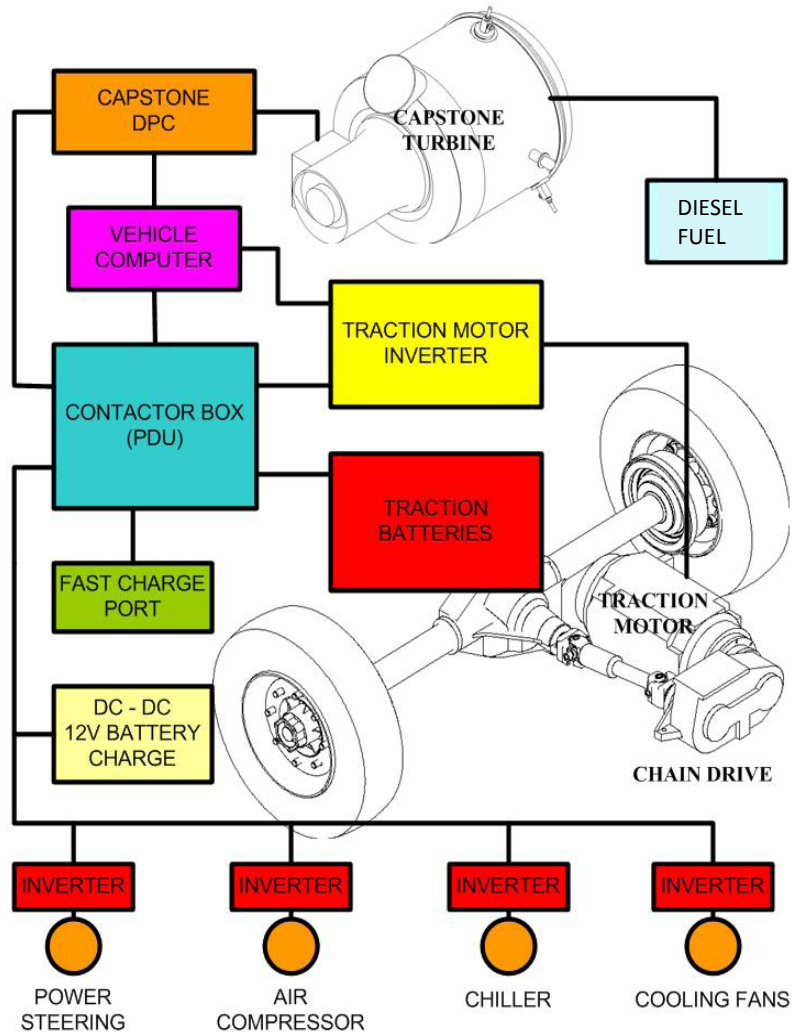 CAPSTONE
DPC
CAPSTONE
TURBINE
DIESEL
FUEL
VEHICLE
COMPUTER
TRACTION MOTOR
INVERTER
CONTACTOR BOX
(PDU)
TRACTION
BATTERIES
FAST CHARGE
PORT
TRACTION
MOTOR
DC - DC
12V BATTERY
CHARGE
CHAIN DRIVE
INVERTER
INVERTER
INVERTER
INVERTER
POWER
STEERING
AIR
COMPRESSOR
CHILLER
COOLING FANS